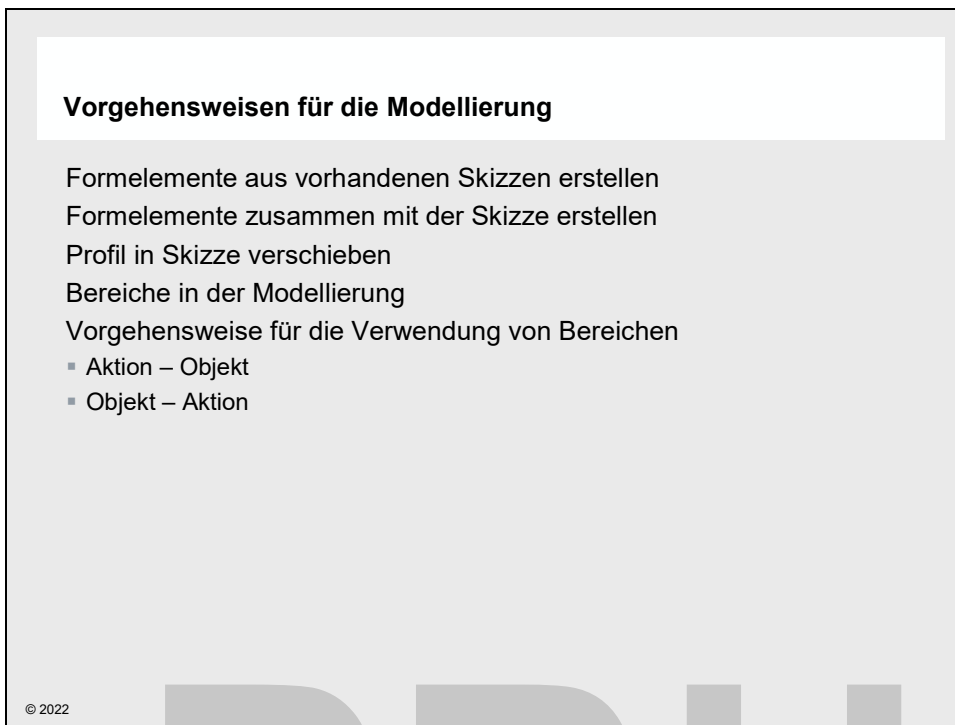 Vorgehensweisen für die Modellierung
Formelemente aus vorhandenen Skizzen erstellen
Formelemente zusammen mit der Skizze erstellen
Profil in Skizze verschieben
Bereiche in der Modellierung
Vorgehensweise für die Verwendung von Bereichen
▪ Aktion – Objekt
▪ Objekt – Aktion
© 2022